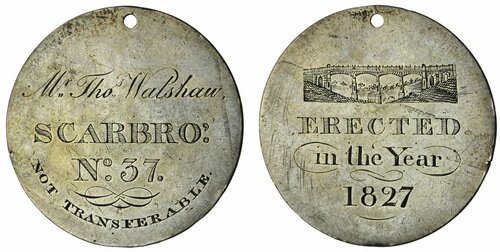 Mr. Thos. Walshaw,
SCARBRO'.
No. 37.
NOT TRANSFERABLE.
ERECTED
in the Year
1827